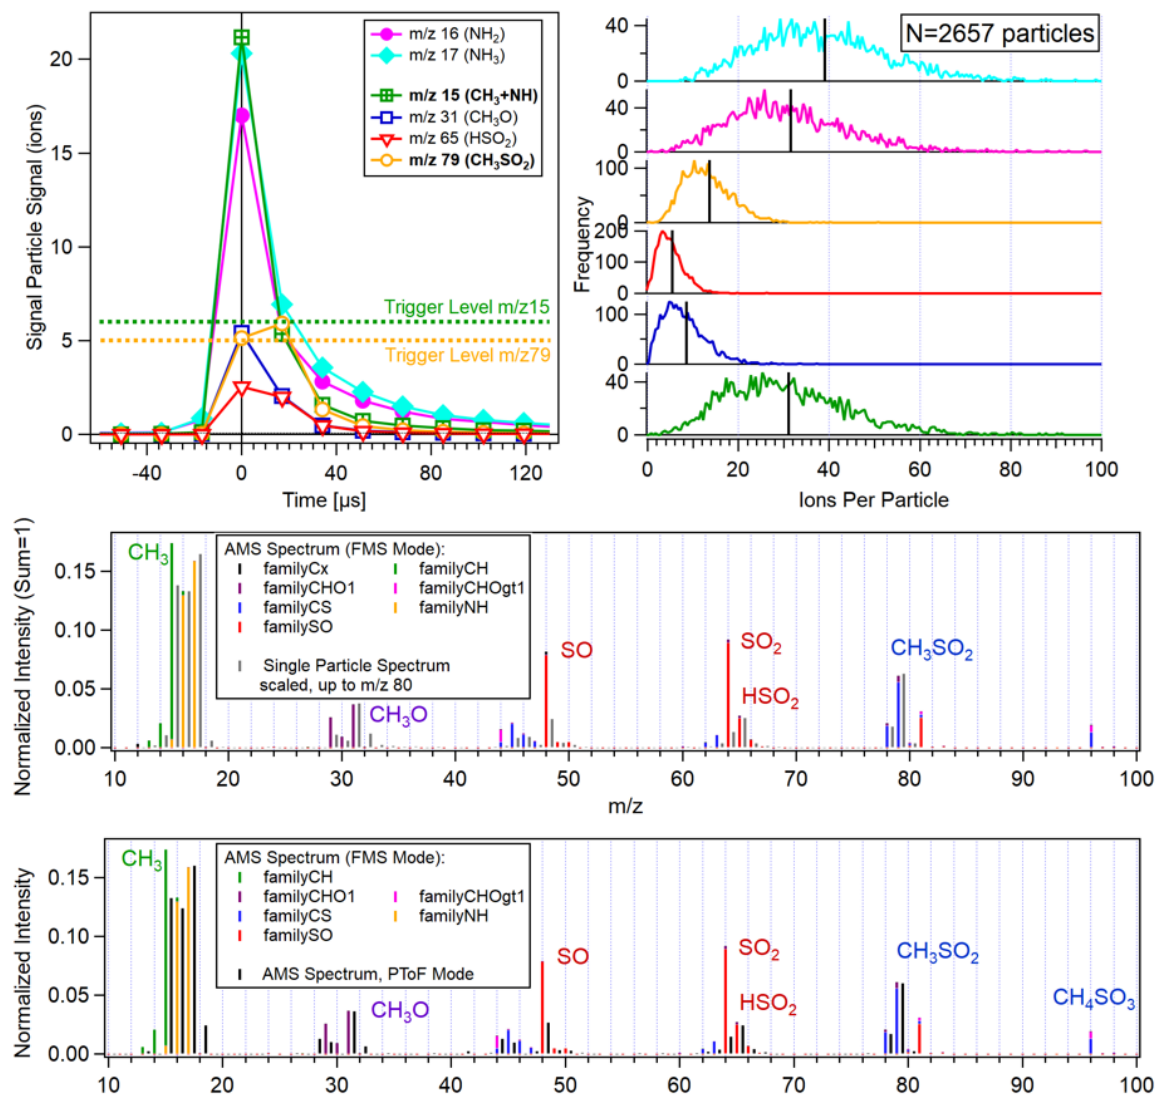 20
15
10
5
0
Signal Particle Signal (ions)
m/z 16 (NH₂)
m/z 17 (NH₃)
m/z 15 (CH₃+NH)
m/z 31 (CH₃O)
m/z 65 (HSO₂)
m/z 79 (CH₃SO₂)
Trigger Level m/z15
Trigger Level m/z79
-40 0 40 80 120
Time [µs]
N=2657 particles
40
0
40
0
100
0
200
100
0
100
0
40
0
Frequency
0 20 40 60 80 100
Ions Per Particle
Normalized Intensity (Sum=1)
0.15
0.10
0.05
0.00
CH₃
AMS Spectrum (FMS Mode):
familyCx familyCH
familyCHO1 familyCHOgt1
familyCS familyNH
familySO
Single Particle Spectrum
scaled, up to m/z 80
CH₃O
SO
SO₂
HSO₂
CH₃SO₂
10 20 30 40 50 60 70 80 90 100
m/z
Normalized Intensity
0.15
0.10
0.05
0.00
CH₃
AMS Spectrum (FMS Mode):
familyCH
familyCHO1 familyCHOgt1
familyCS familyNH
familySO
AMS Spectrum, PToF Mode
CH₃O
SO
SO₂
HSO₂
CH₃SO₂
CH₄SO₃
10 20 30 40 50 60 70 80 90 100